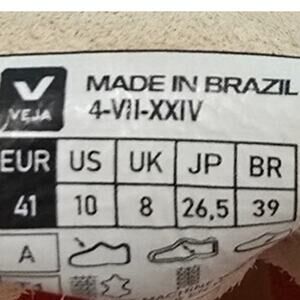 V MADE IN BRAZIL
VEJA 4-VII-XXIV
EUR US UK JP BR
41 10 8 26,5 39
A